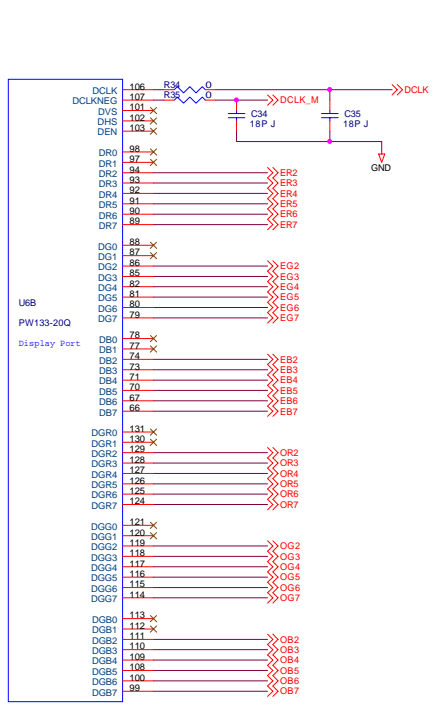 DCLK 106 R34 0 DCLK
DCLKNEG 107 R35 0 DCLK_M
DVS 101
DHS 102
DEN 103
C34
18P J
C35
18P J
GND
DR0 98
DR1 97
DR2 94 ER2
DR3 93 ER3
DR4 92 ER4
DR5 91 ER5
DR6 90 ER6
DR7 89 ER7
DG0 88
DG1 87
DG2 86 EG2
DG3 85 EG3
DG4 82 EG4
DG5 81 EG5
DG6 80 EG6
DG7 79 EG7
U6B
PW133-20Q
Display Port
DB0 78
DB1 77
DB2 74 EB2
DB3 73 EB3
DB4 71 EB4
DB5 70 EB5
DB6 67 EB6
DB7 66 EB7
DGR0 131
DGR1 130
DGR2 129 OR2
DGR3 128 OR3
DGR4 127 OR4
DGR5 126 OR5
DGR6 125 OR6
DGR7 124 OR7
DGG0 121
DGG1 120
DGG2 119 OG2
DGG3 118 OG3
DGG4 117 OG4
DGG5 116 OG5
DGG6 115 OG6
DGG7 114 OG7
DGB0 113
DGB1 112
DGB2 111 OB2
DGB3 110 OB3
DGB4 109 OB4
DGB5 108 OB5
DGB6 100 OB6
DGB7 99 OB7